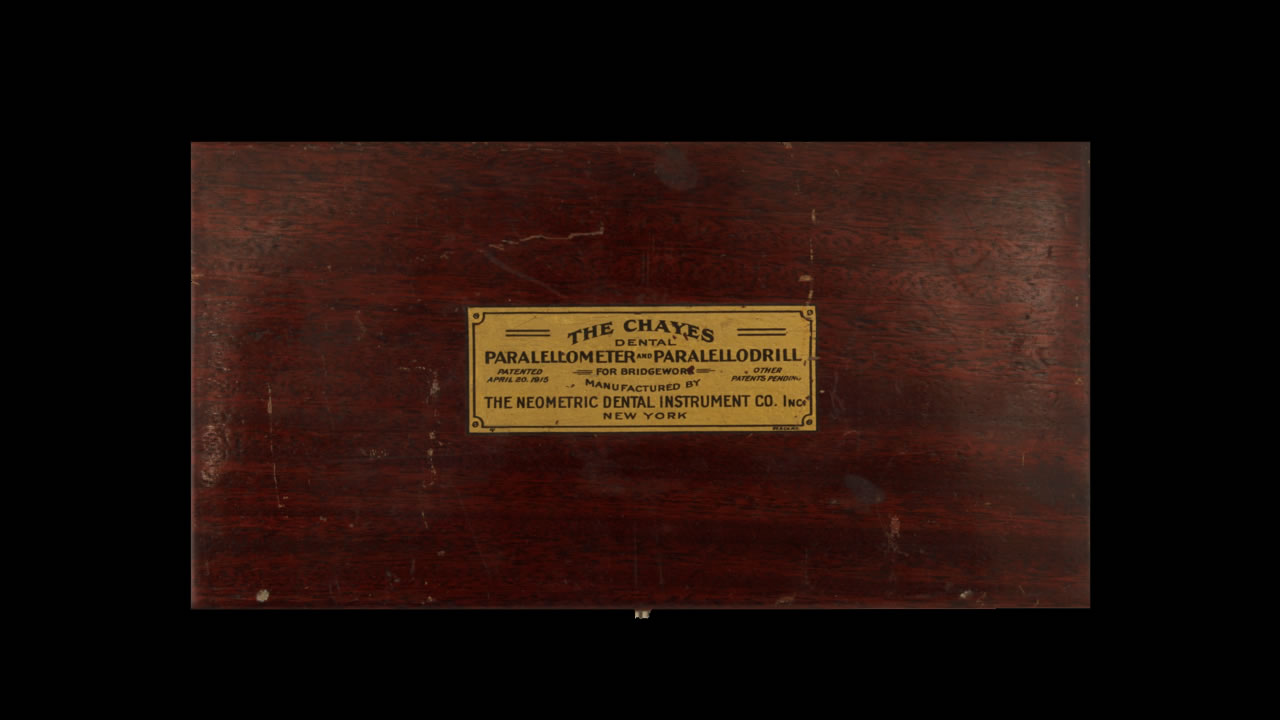 THE CHAYES
DENTAL
PARALELLOMETER AND PARALELLODRILL
PATENTED
APRIL 20. 1915
FOR BRIDGEWORK
OTHER
PATENTS PENDING
MANUFACTURED BY
THE NEOMETRIC DENTAL INSTRUMENT CO. INC.
NEW YORK